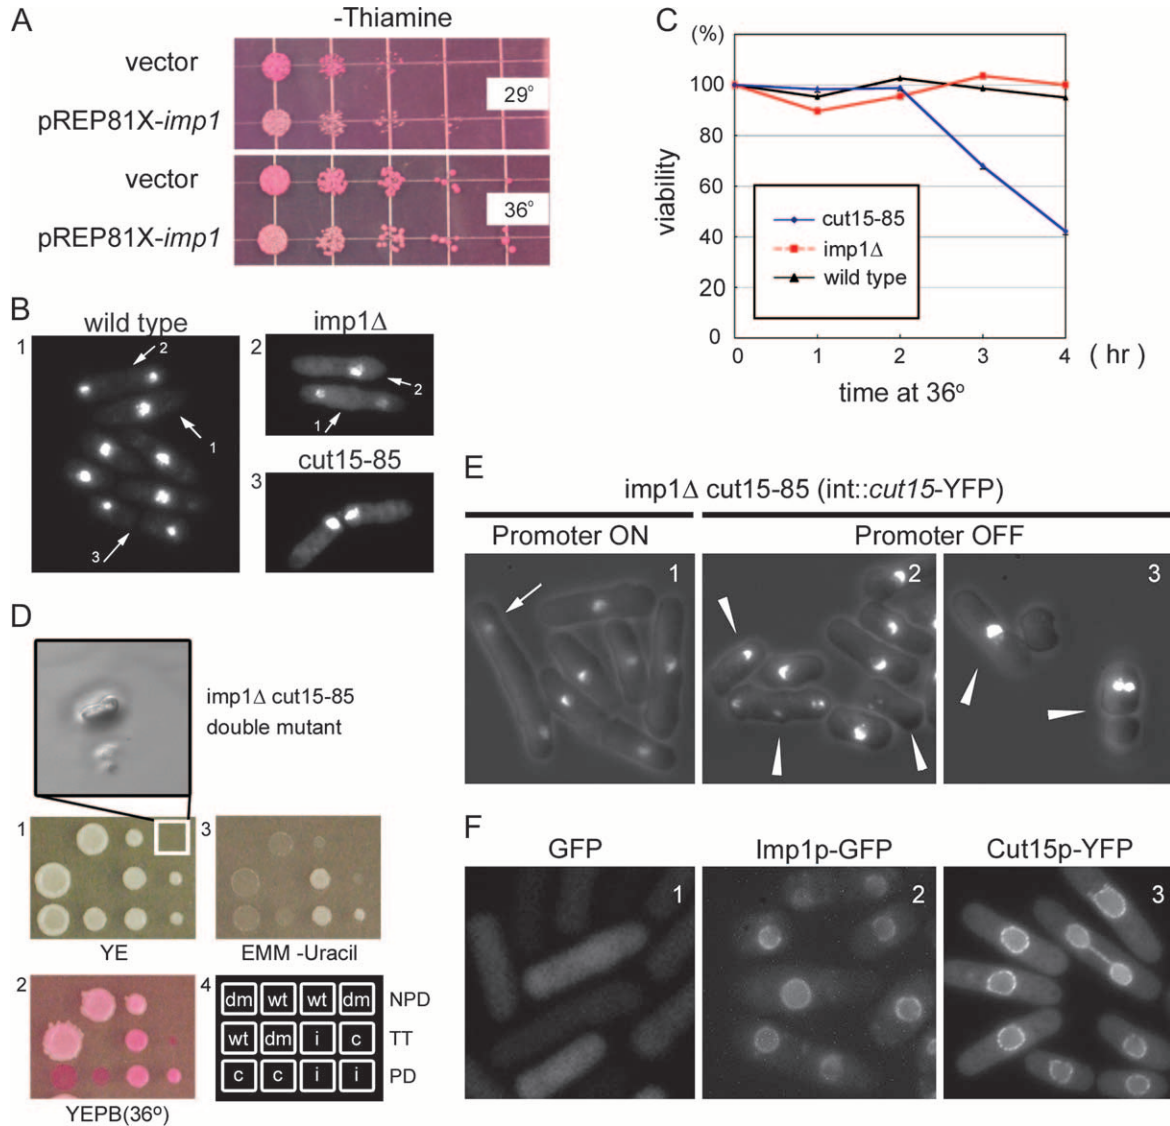 A
-Thiamine
vector
29°
pREP81X-imp1
vector
36°
pREP81X-imp1
B
wild type
1
2
1
3
imp1Δ
2
2
1
cut15-85
3
C
(%)
100
80
60
40
20
0
viability
cut15-85
imp1Δ
wild type
0 1 2 3 4 ( hr )
time at 36°
D
imp1Δ cut15-85
double mutant
1
YE
3
EMM -Uracil
2
YEPB(36º)
4
dm wt wt dm NPD
wt dm i c TT
c c i i PD
E
imp1Δ cut15-85 (int::cut15-YFP)
Promoter ON
Promoter OFF
1
2
3
F
GFP
Imp1p-GFP
Cut15p-YFP
1
2
3